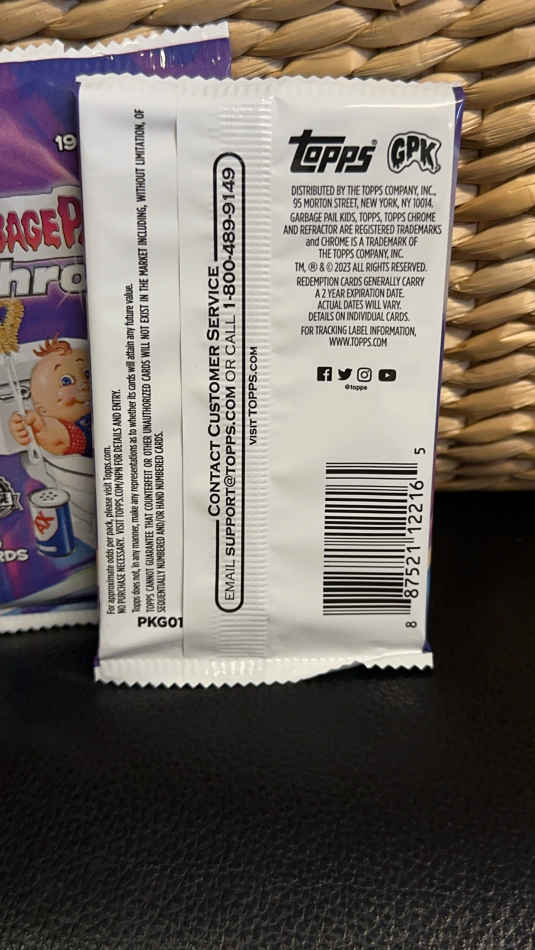 19
BAGE PA
hro
RDS
For approximate odds per pack, please visit Topps.com.
NO PURCHASE NECESSARY. VISIT TOPPS.COM/NPN FOR DETAILS AND ENTRY.
Topps does not, in any manner, make any representations as to whether its cards will attain any future value.
TOPPS CANNOT GUARANTEE THAT COUNTERFEIT OR OTHER UNAUTHORIZED CARDS WILL NOT EXIST IN THE MARKET INCLUDING, WITHOUT LIMITATION, OF
SEQUENTIALLY NUMBERED AND/OR HAND NUMBERED CARDS.
PKG01
CONTACT CUSTOMER SERVICE
EMAIL SUPPORT@TOPPS.COM OR CALL 1-800-489-9149
VISIT TOPPS.COM
Topps® GPK
DISTRIBUTED BY THE TOPPS COMPANY, INC.,
95 MORTON STREET, NEW YORK, NY 10014.
GARBAGE PAIL KIDS, TOPPS, TOPPS CHROME
AND REFRACTOR ARE REGISTERED TRADEMARKS
and CHROME IS A TRADEMARK OF
THE TOPPS COMPANY, INC.
TM, ® & © 2023 ALL RIGHTS RESERVED.
REDEMPTION CARDS GENERALLY CARRY
A 2 YEAR EXPIRATION DATE.
ACTUAL DATES WILL VARY.
DETAILS ON INDIVIDUAL CARDS.
FOR TRACKING LABEL INFORMATION,
WWW.TOPPS.COM
@topps
8 87521 12216 5